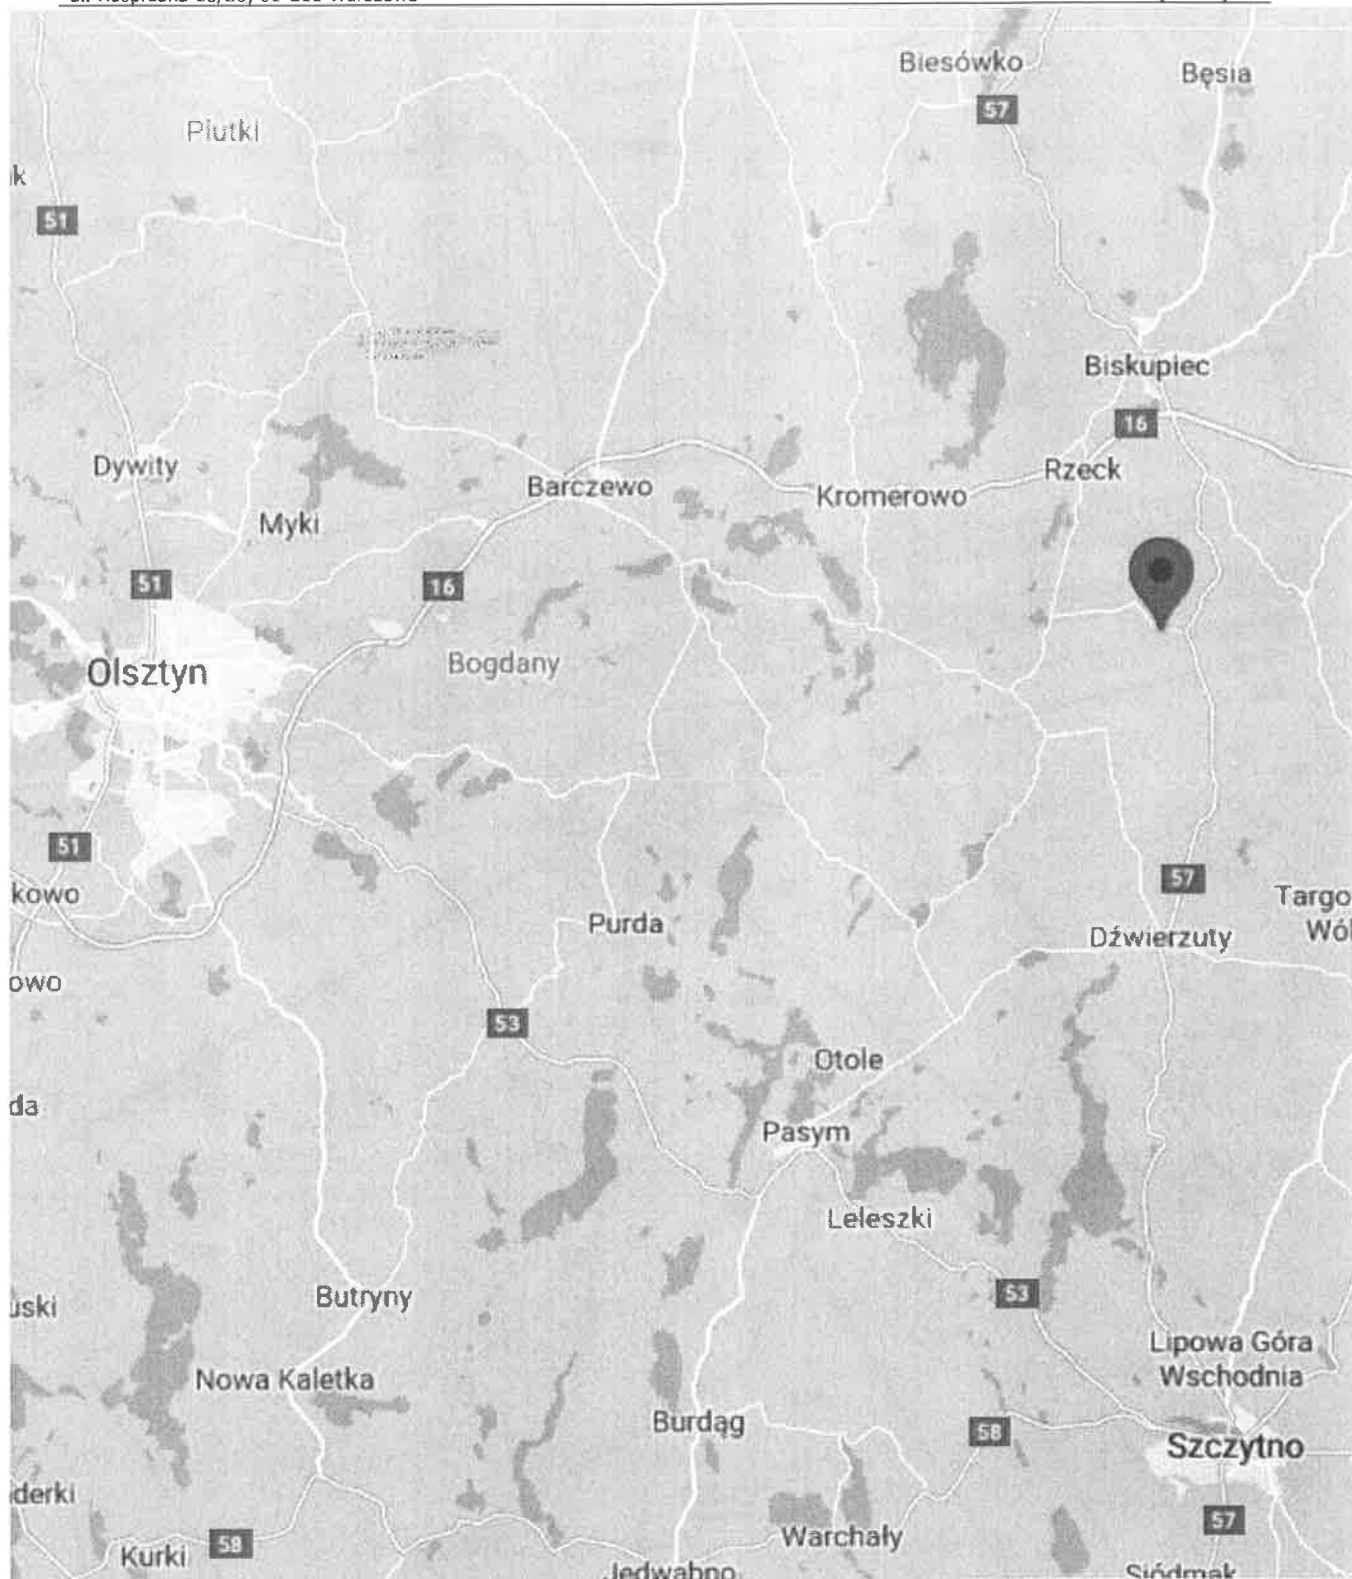 Biesówko
Bęsia
57
Piutki
51
Biskupiec
16
Dywity
Rzeck
Barczewo
Kromerowo
Myki
51
16
Olsztyn
Bogdany
51
57
kowo
Targo
Wól
Purda
Dźwierzuty
owo
53
Otole
da
Pasym
Leleszki
Butryny
53
uski
Lipowa Góra
Wschodnia
Nowa Kaletka
Burdąg
58
Szczytno
derki
57
Warchały
58
Kurki
Jedwabno
Siódmak